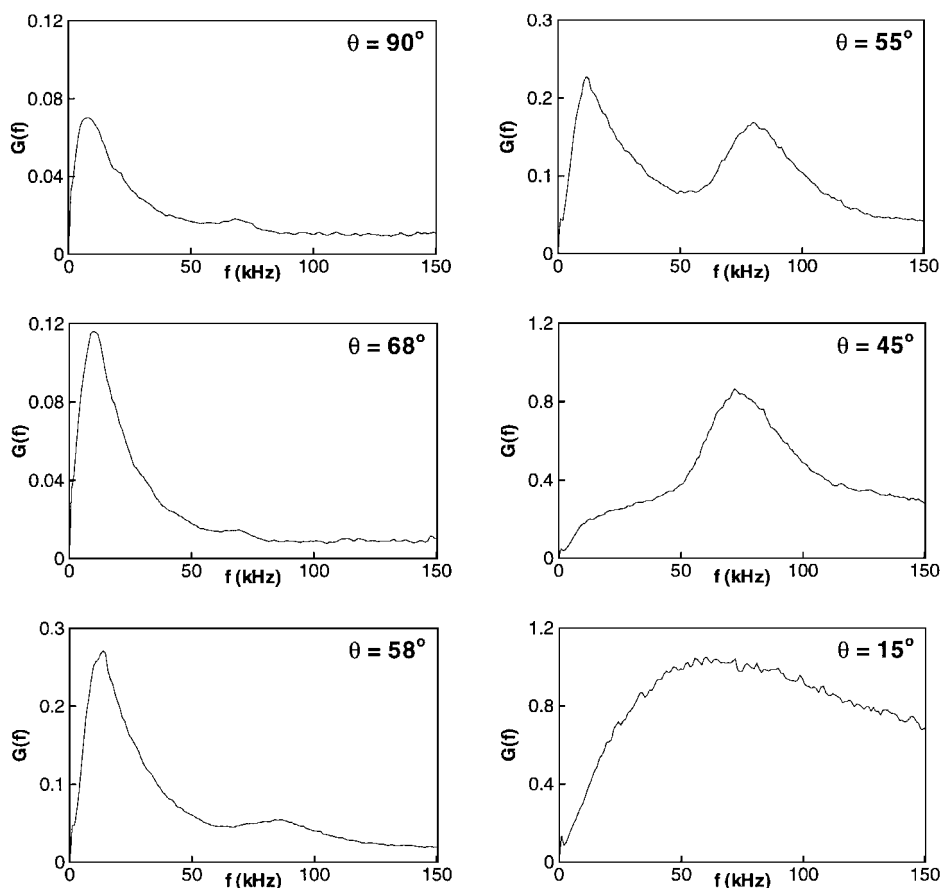 θ = 90°
G(f)
0.12
0.08
0.04
0
0 50 100 150
f (kHz)
θ = 55°
G(f)
0.3
0.2
0.1
0
0 50 100 150
f (kHz)
θ = 68°
G(f)
0.12
0.08
0.04
0
0 50 100 150
f (kHz)
θ = 45°
G(f)
1.2
0.8
0.4
0
0 50 100 150
f (kHz)
θ = 58°
G(f)
0.3
0.2
0.1
0
0 50 100 150
f (kHz)
θ = 15°
G(f)
1.2
0.8
0.4
0
0 50 100 150
f (kHz)